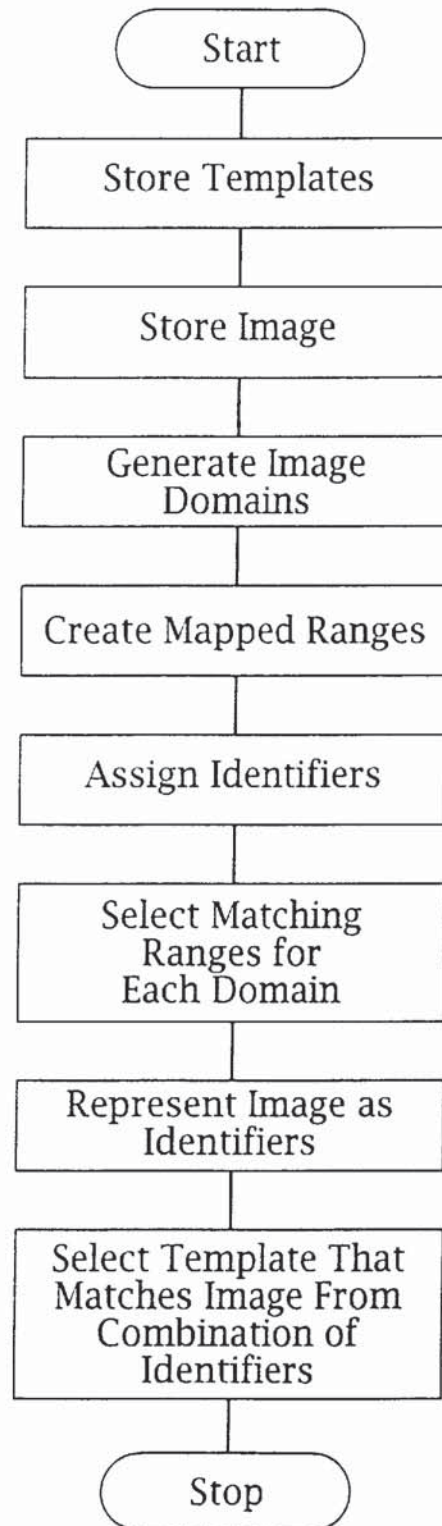 Start
Store Templates
Store Image
Generate Image
Domains
Create Mapped Ranges
Assign Identifiers
Select Matching
Ranges for
Each Domain
Represent Image as
Identifiers
Select Template That
Matches Image From
Combination of
Identifiers
Stop